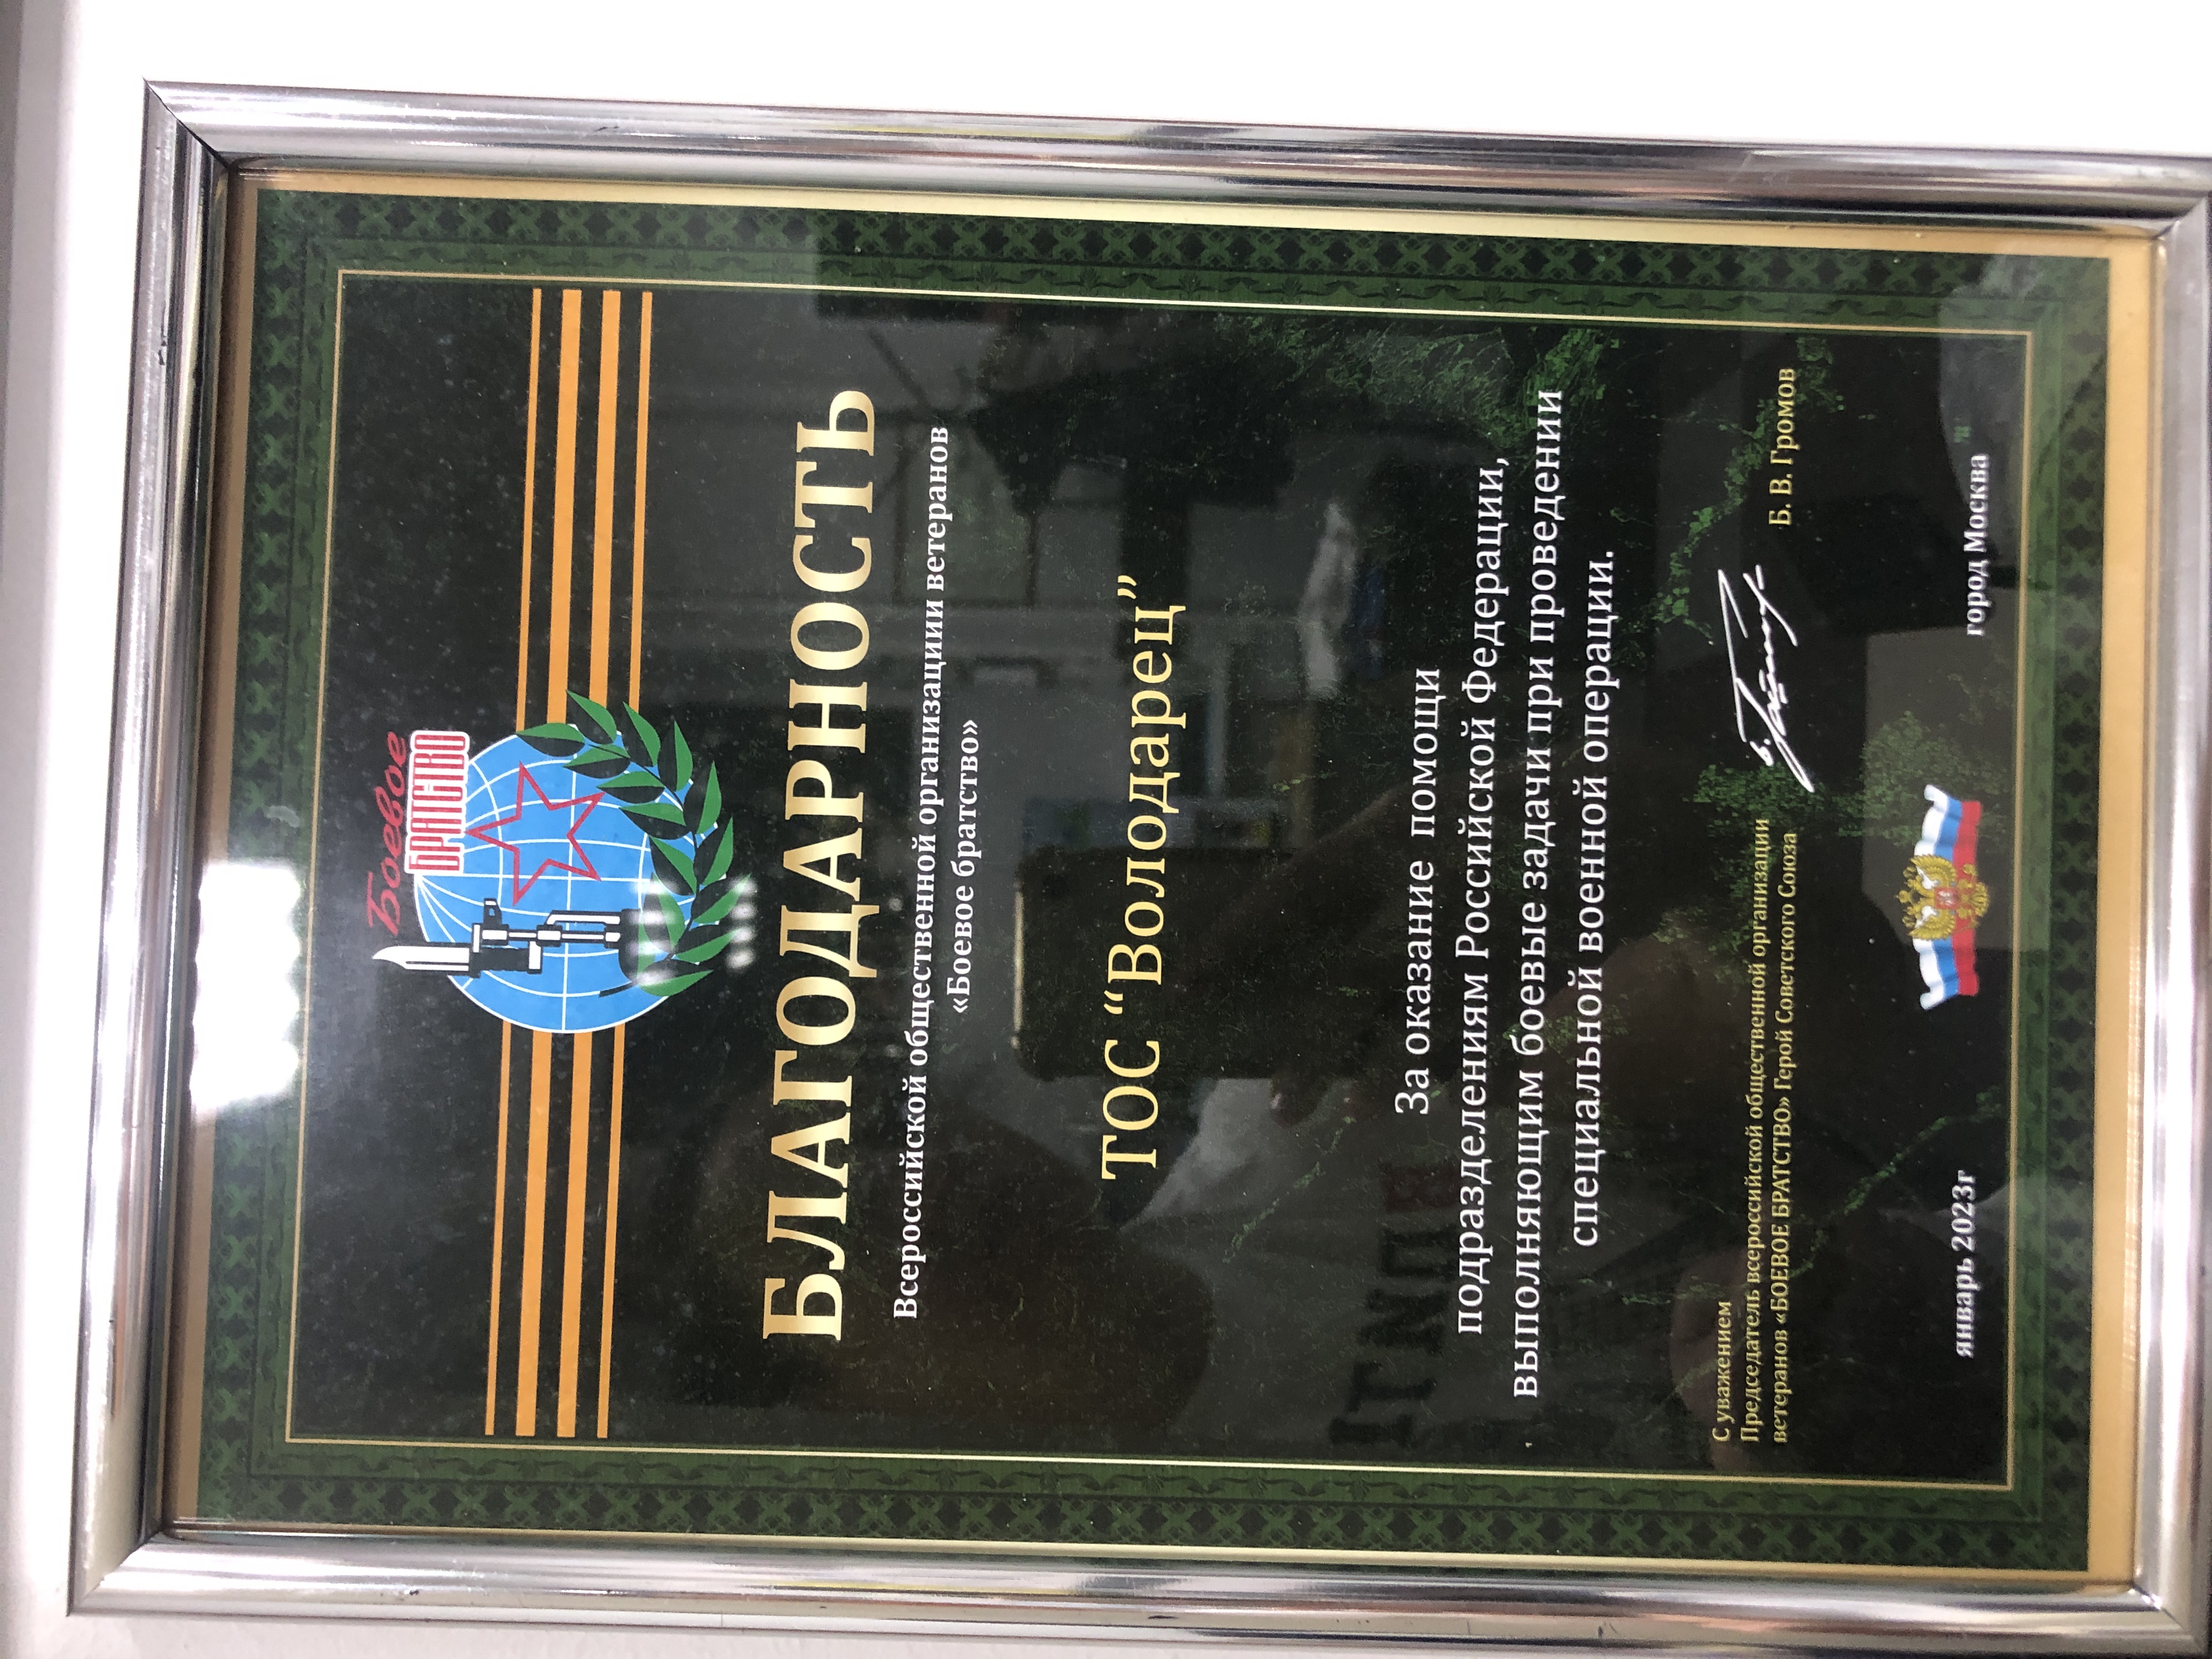 Боевое
БРАТСТВО
БЛАГОДАРНОСТЬ
Всероссийской общественной организации ветеранов
«Боевое братство»
ТОС “Володарец”
За оказание помощи
подразделениям Российской Федерации,
выполняющим боевые задачи при проведении
специальной военной операции.
С уважением
Председатель всероссийской общественной организации
ветеранов «БОЕВОЕ БРАТСТВО» Герой Советского Союза
Б. В. Громов
январь 2023г
город Москва